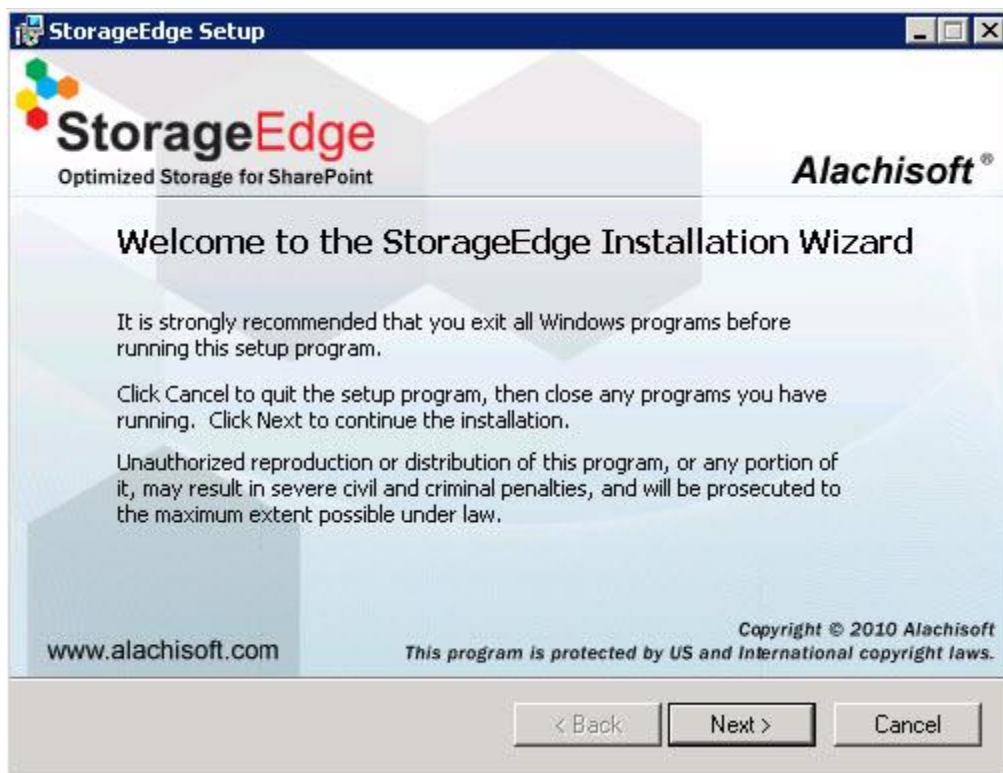 StorageEdge Setup
StorageEdge
Optimized Storage for SharePoint
Alachisoft ®
Welcome to the StorageEdge Installation Wizard
It is strongly recommended that you exit all Windows programs before
running this setup program.
Click Cancel to quit the setup program, then close any programs you have
running. Click Next to continue the installation.
Unauthorized reproduction or distribution of this program, or any portion of
it, may result in severe civil and criminal penalties, and will be prosecuted to
the maximum extent possible under law.
Copyright © 2010 Alachisoft
www.alachisoft.com
This program is protected by US and International copyright laws.
< Back
Next >
Cancel